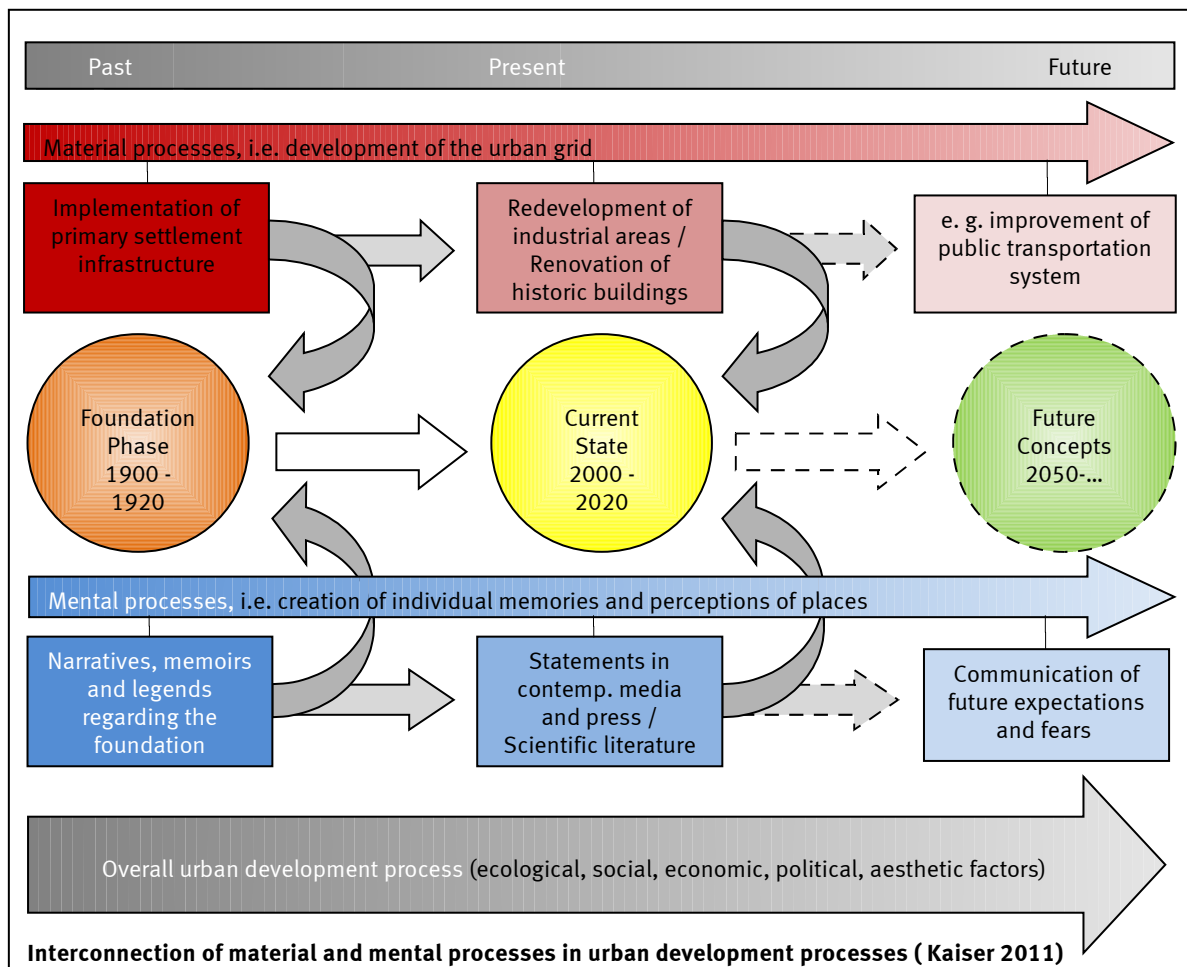 Past Present Future
Material processes, i.e. development of the urban grid
Implementation of
primary settlement
infrastructure
Redevelopment of
industrial areas /
Renovation of
historic buildings
e. g. improvement of
public transportation
system
Foundation
Phase
1900 -
1920
Current
State
2000 -
2020
Future
Concepts
2050-...
Mental processes, i.e. creation of individual memories and perceptions of places
Narratives, memoirs
and legends
regarding the
foundation
Statements in
contemp. media
and press /
Scientific literature
Communication of
future expectations
and fears
Overall urban development process (ecological, social, economic, political, aesthetic factors)
Interconnection of material and mental processes in urban development processes ( Kaiser 2011)